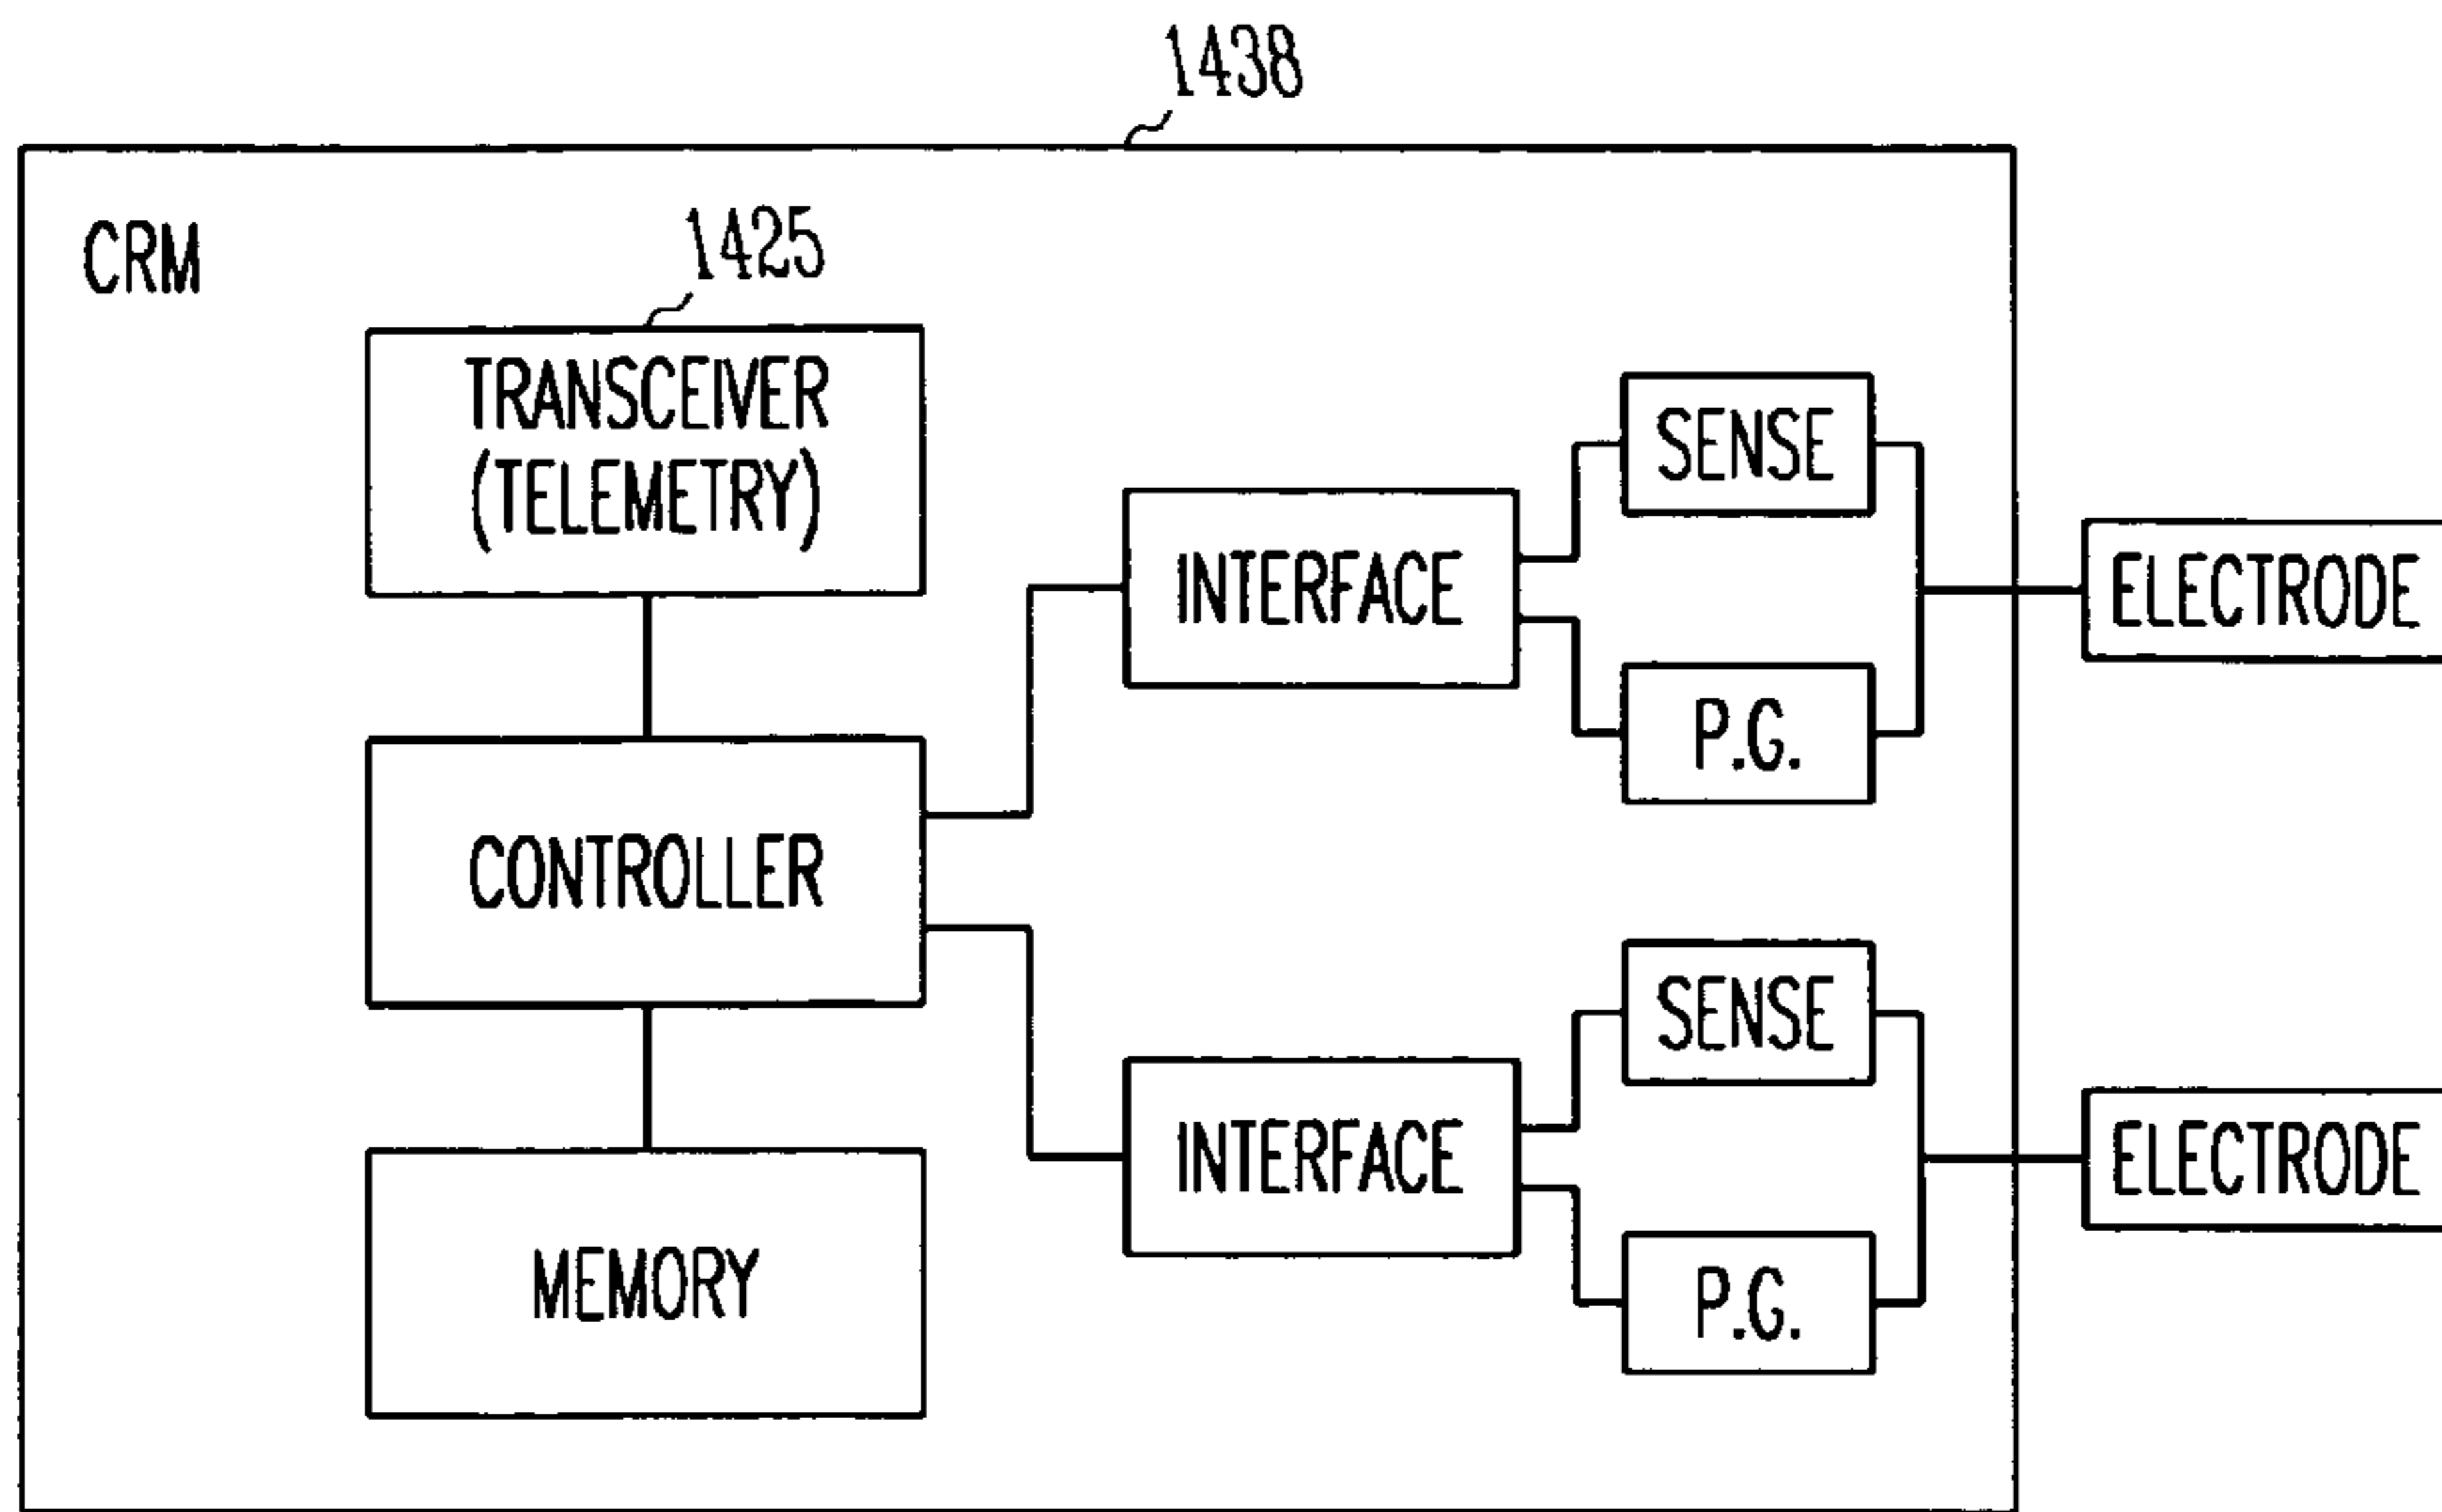 1438
CRM
1425
TRANSCEIVER
(TELEMETRY)
SENSE
INTERFACE
ELECTRODE
P.G.
CONTROLLER
SENSE
INTERFACE
ELECTRODE
P.G.
MEMORY